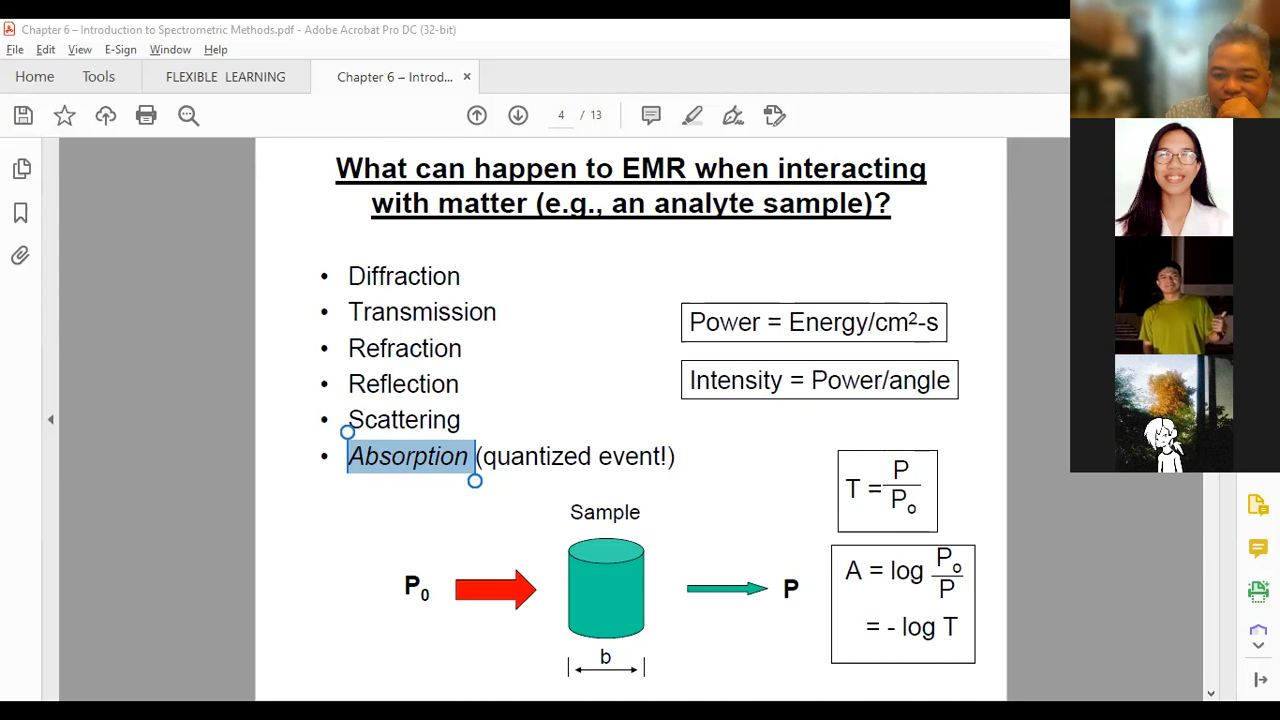 Chapter 6 – Introduction to Spectrometric Methods.pdf - Adobe Acrobat Pro DC (32-bit)
File Edit View E-Sign Window Help
Home Tools FLEXIBLE LEARNING Chapter 6 – Introd... ×
4 / 13
What can happen to EMR when interacting
with matter (e.g., an analyte sample)?
• Diffraction
• Transmission
• Refraction
• Reflection
• Scattering
• Absorption (quantized event!)
Power = Energy/cm²-s
Intensity = Power/angle
T = P/Po
A = log Po/P
= - log T
Sample
P0
P
b